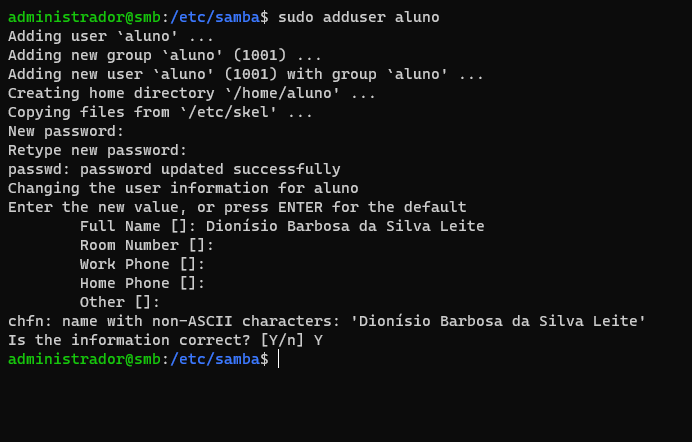 administrador@smb:/etc/samba$ sudo adduser aluno
Adding user `aluno' ...
Adding new group `aluno' (1001) ...
Adding new user `aluno' (1001) with group `aluno' ...
Creating home directory `/home/aluno' ...
Copying files from `/etc/skel' ...
New password:
Retype new password:
passwd: password updated successfully
Changing the user information for aluno
Enter the new value, or press ENTER for the default
        Full Name []: Dionísio Barbosa da Silva Leite
        Room Number []:
        Work Phone []:
        Home Phone []:
        Other []:
chfn: name with non-ASCII characters: 'Dionísio Barbosa da Silva Leite'
Is the information correct? [Y/n] Y
administrador@smb:/etc/samba$